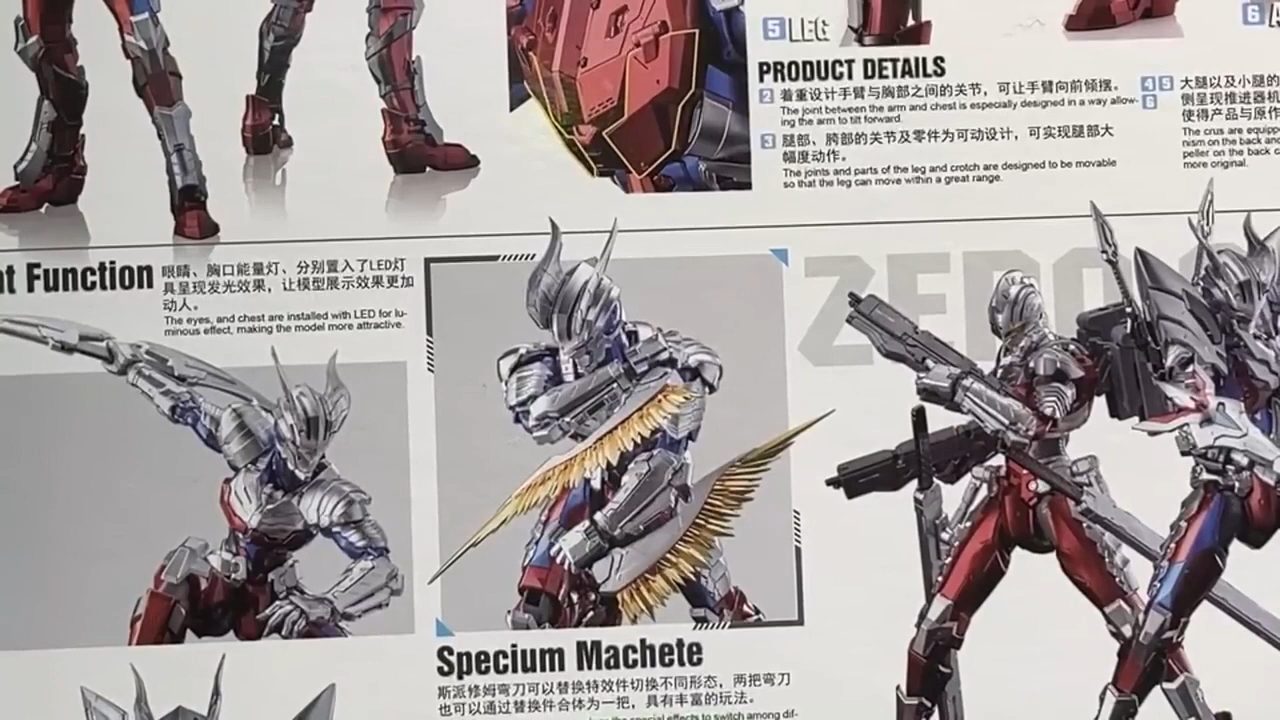 5 LEG
6
PRODUCT DETAILS
2 着重设计手臂与胸部之间的关节，可让手臂向前倾摆。
The joint between the arm and chest is especially designed in a way allow-
ing the arm to tilt forward.
3 腿部、胯部的关节及零件为可动设计，可实现腿部大
幅度动作。
The joints and parts of the leg and crotch are designed to be movable
so that the leg can move within a great range.
4 5 大腿以及小腿的
6 侧呈现推进器机
使得产品与原作
The crus are equipp
nism on the back and
peller on the back c
more original.
Function
眼睛、胸口能量灯、分别置入了LED灯
具呈现发光效果，让模型展示效果更加
动人。
The eyes, and chest are installed with LED for lu-
minous effect, making the model more attractive.
ZERO
Specium Machete
斯派修姆弯刀可以替换特效件切换不同形态，两把弯刀
也可以通过替换件合体为一把，具有丰富的玩法。
the special effects to switch among dif-